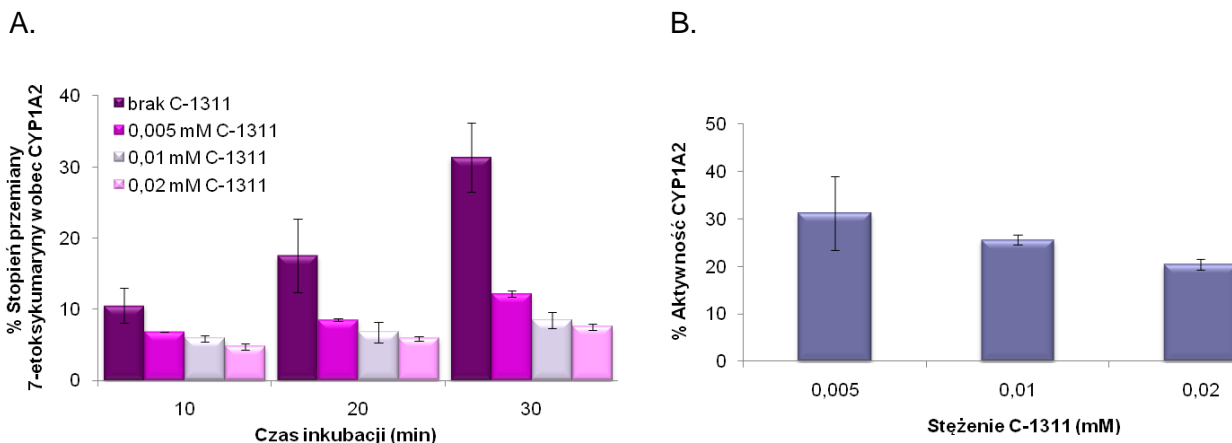 A.
40
30
20
10
0
% Stopień przemiany
7-etoksykumaryny wobec CYP1A2
brak C-1311
0,005 mM C-1311
0,01 mM C-1311
0,02 mM C-1311
10 20 30
Czas inkubacji (min)
B.
50
40
30
20
10
0
% Aktywność CYP1A2
0,005 0,01 0,02
Stężenie C-1311 (mM)